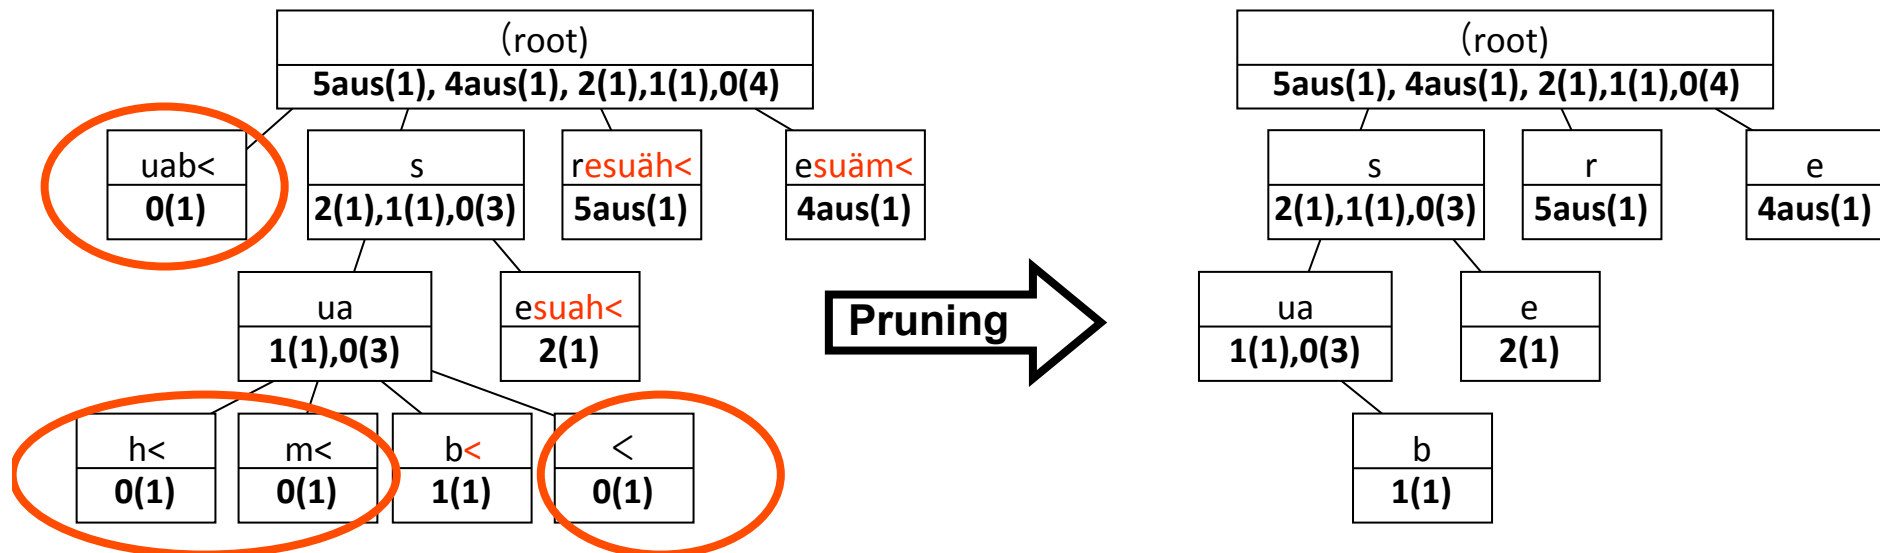 (root)
5aus(1), 4aus(1), 2(1),1(1),0(4)
uab<
0(1)
s
2(1),1(1),0(3)
resuäh<
5aus(1)
esuäm<
4aus(1)
ua
1(1),0(3)
esuah<
2(1)
h<
0(1)
m<
0(1)
b<
1(1)
<
0(1)
Pruning
(root)
5aus(1), 4aus(1), 2(1),1(1),0(4)
s
2(1),1(1),0(3)
r
5aus(1)
e
4aus(1)
ua
1(1),0(3)
e
2(1)
b
1(1)